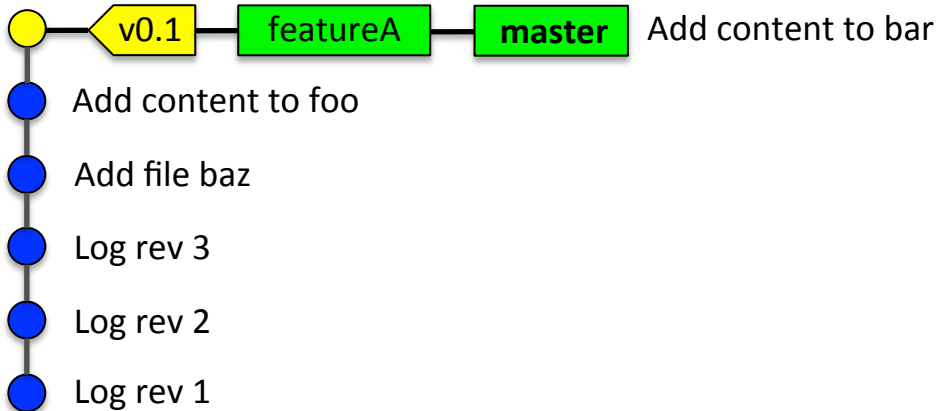 v0.1 featureA master Add content to bar
Add content to foo
Add file baz
Log rev 3
Log rev 2
Log rev 1